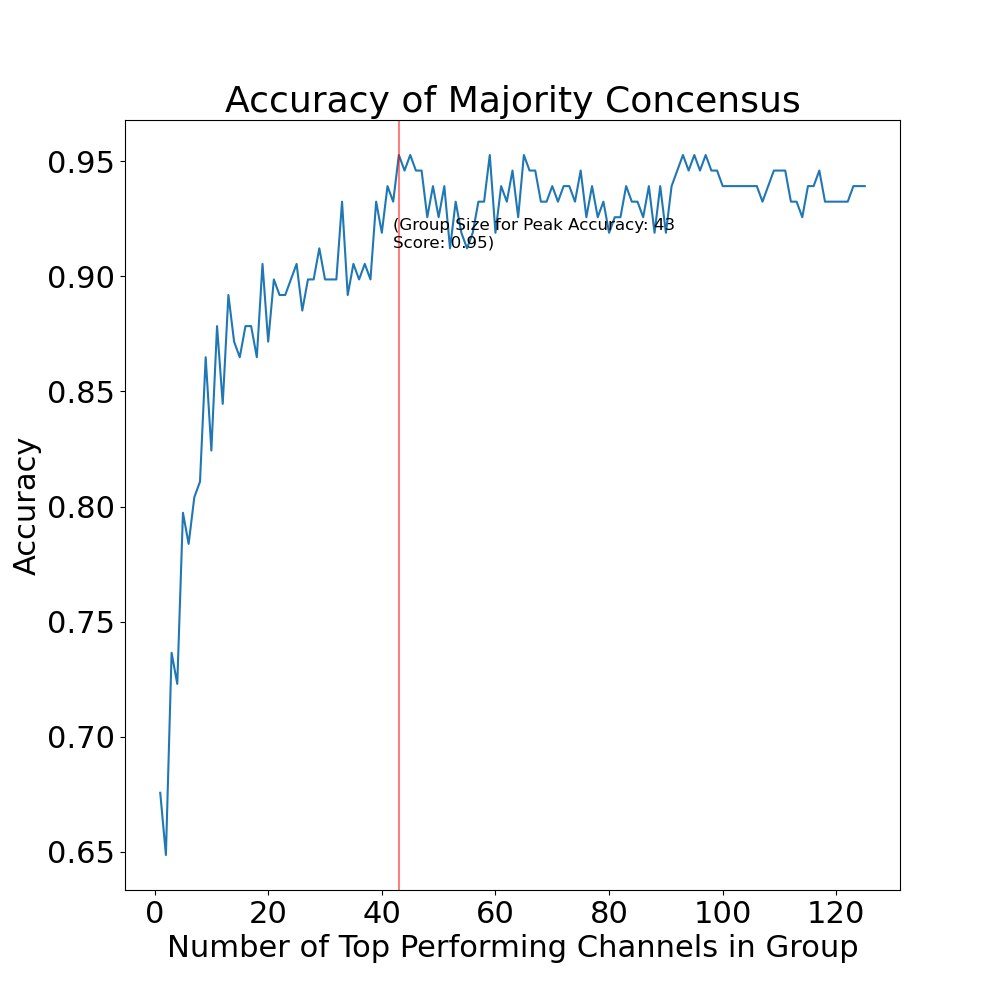 Accuracy of Majority Concensus
0.95
0.90
0.85
0.80
0.75
0.70
0.65
Accuracy
(Group Size for Peak Accuracy: 43
Score: 0.95)
0 20 40 60 80 100 120
Number of Top Performing Channels in Group